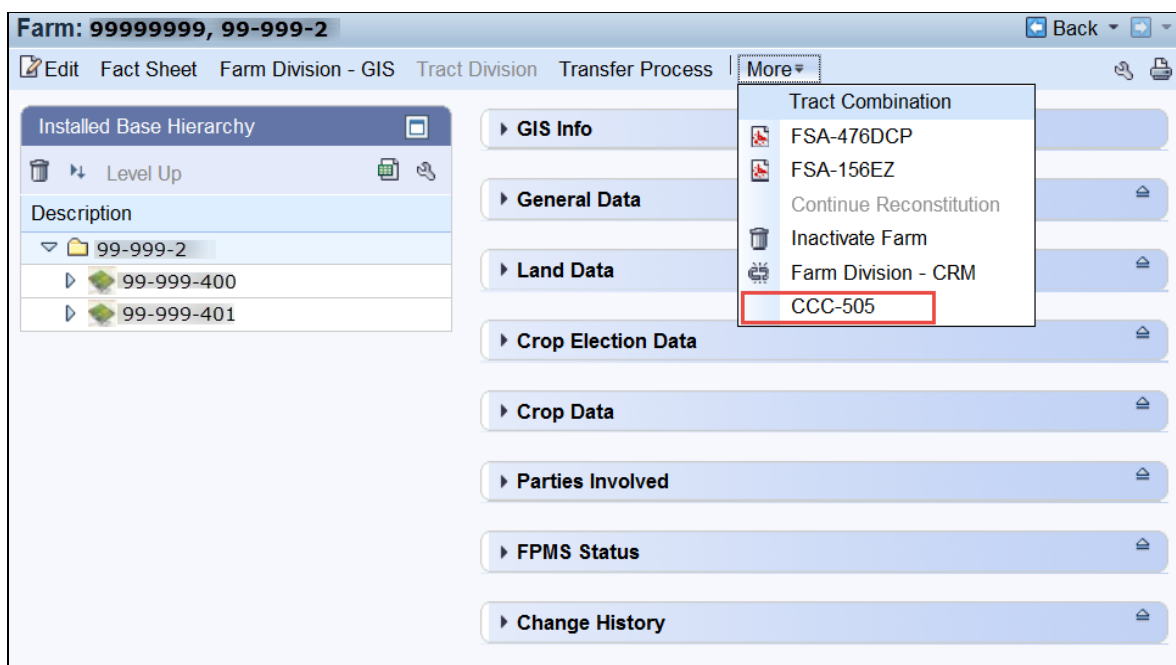 Farm: 99999999, 99-999-2
Back
Edit Fact Sheet Farm Division - GIS Tract Division Transfer Process More
Installed Base Hierarchy
Level Up
Description
99-999-2
99-999-400
99-999-401
Tract Combination
FSA-476DCP
FSA-156EZ
Continue Reconstitution
Inactivate Farm
Farm Division - CRM
CCC-505
GIS Info
General Data
Land Data
Crop Election Data
Crop Data
Parties Involved
FPMS Status
Change History